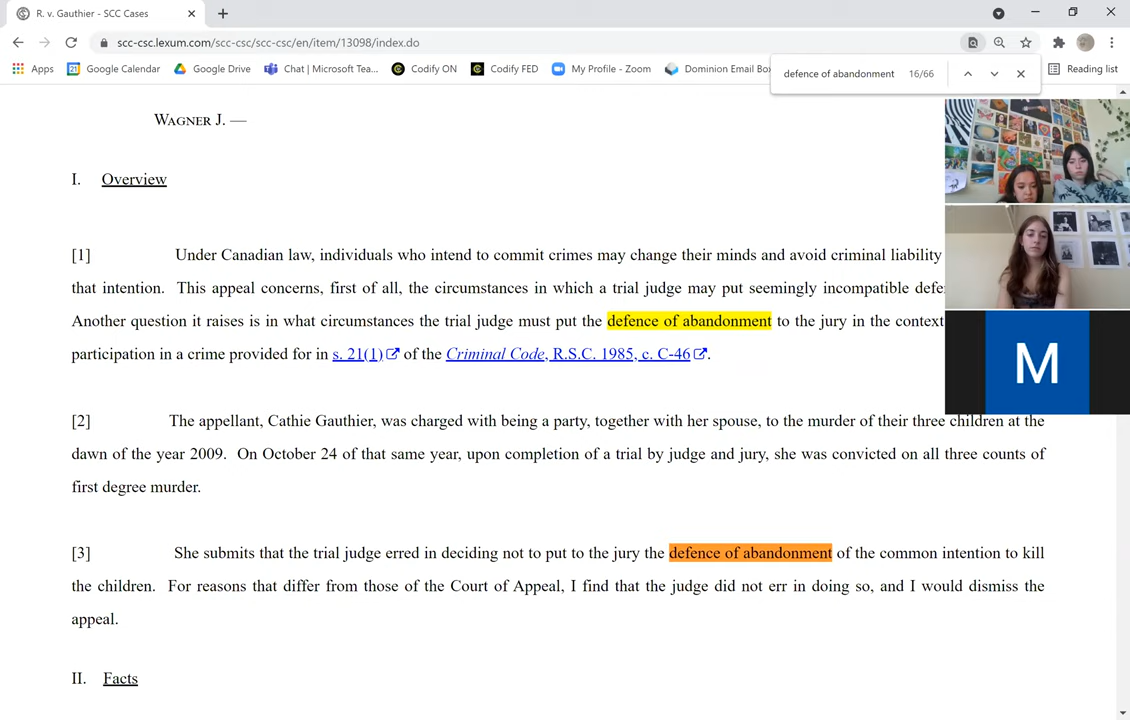 R. v. Gauthier - SCC Cases
scc-csc.lexum.com/scc-csc/scc-csc/en/item/13098/index.do
Apps Google Calendar Google Drive Chat | Microsoft Tea... Codify ON Codify FED My Profile - Zoom Dominion Email Box Reading list
defence of abandonment 16/66
WAGNER J. —
I. Overview
[1] Under Canadian law, individuals who intend to commit crimes may change their minds and avoid criminal liability
that intention. This appeal concerns, first of all, the circumstances in which a trial judge may put seemingly incompatible
Another question it raises is in what circumstances the trial judge must put the defence of abandonment to the jury in the context
participation in a crime provided for in s. 21(1) of the Criminal Code, R.S.C. 1985, c. C-46.
M
[2] The appellant, Cathie Gauthier, was charged with being a party, together with her spouse, to the murder of their three children at the
dawn of the year 2009. On October 24 of that same year, upon completion of a trial by judge and jury, she was convicted on all three counts of
first degree murder.
[3] She submits that the trial judge erred in deciding not to put to the jury the defence of abandonment of the common intention to kill
the children. For reasons that differ from those of the Court of Appeal, I find that the judge did not err in doing so, and I would dismiss the
appeal.
II. Facts